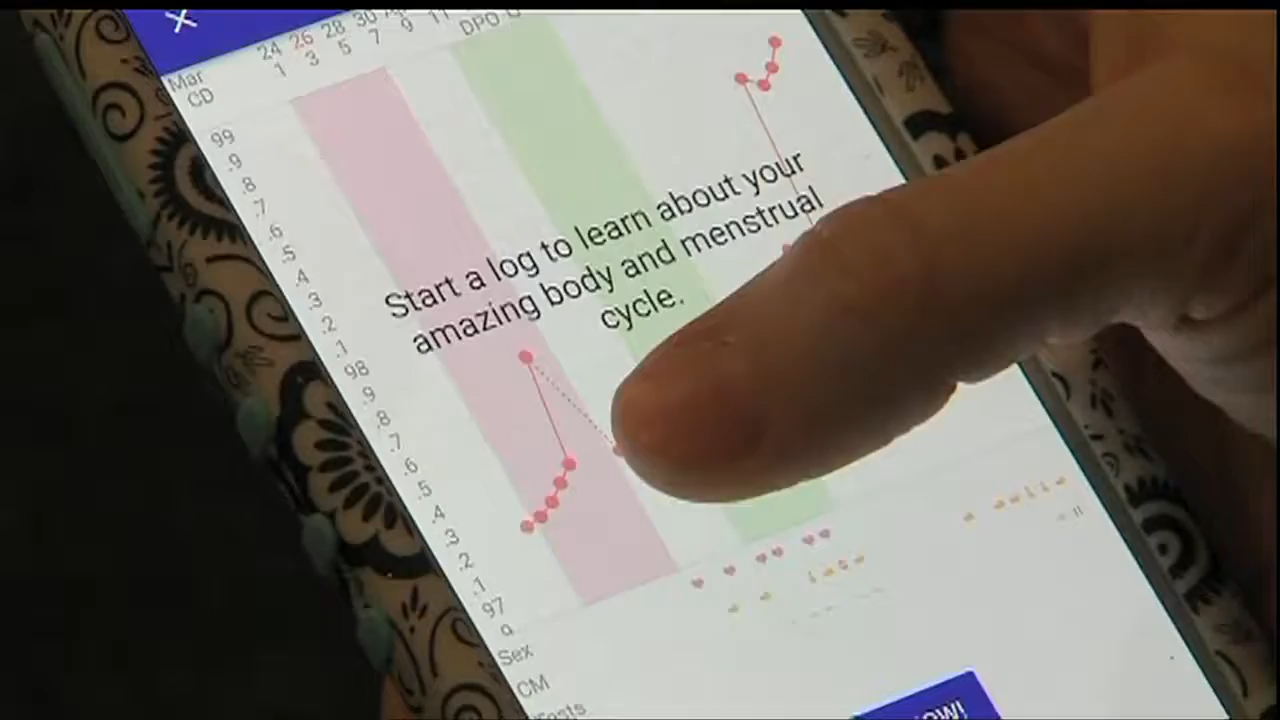 ×
24 26 28 30
1 3 5 7 9 11
DPO
Mar
CD
99
.9
.8
.7
.6
.5
.4
.3
.2
.1
98
.9
.8
.7
.6
.5
.4
.3
.2
.1
97
Start a log to learn about your
amazing body and menstrual
cycle.
Sex
CM